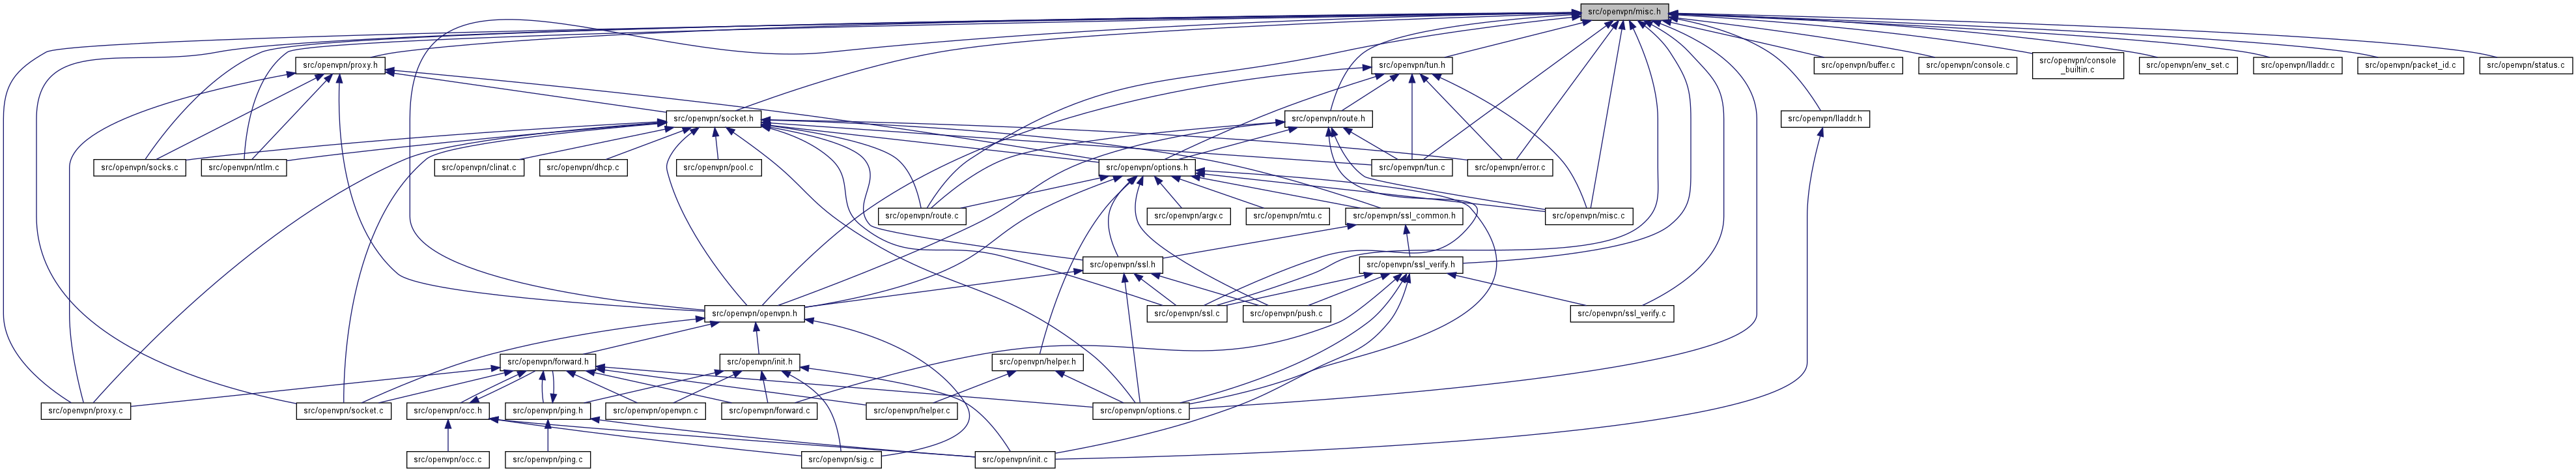 src/openvpn/misc.h
src/openvpn/proxy.h
src/openvpn/tun.h
src/openvpn/buffer.c
src/openvpn/console.c
src/openvpn/console
_builtin.c
src/openvpn/env_set.c
src/openvpn/lladdr.c
src/openvpn/packet_id.c
src/openvpn/status.c
src/openvpn/socket.h
src/openvpn/route.h
src/openvpn/lladdr.h
src/openvpn/socks.c
src/openvpn/ntlm.c
src/openvpn/clinat.c
src/openvpn/dhcp.c
src/openvpn/pool.c
src/openvpn/options.h
src/openvpn/tun.c
src/openvpn/error.c
src/openvpn/route.c
src/openvpn/argv.c
src/openvpn/mtu.c
src/openvpn/ssl_common.h
src/openvpn/misc.c
src/openvpn/ssl.h
src/openvpn/ssl_verify.h
src/openvpn/openvpn.h
src/openvpn/ssl.c
src/openvpn/push.c
src/openvpn/ssl_verify.c
src/openvpn/forward.h
src/openvpn/init.h
src/openvpn/helper.h
src/openvpn/proxy.c
src/openvpn/socket.c
src/openvpn/occ.h
src/openvpn/ping.h
src/openvpn/openvpn.c
src/openvpn/forward.c
src/openvpn/helper.c
src/openvpn/options.c
src/openvpn/occ.c
src/openvpn/ping.c
src/openvpn/sig.c
src/openvpn/init.c